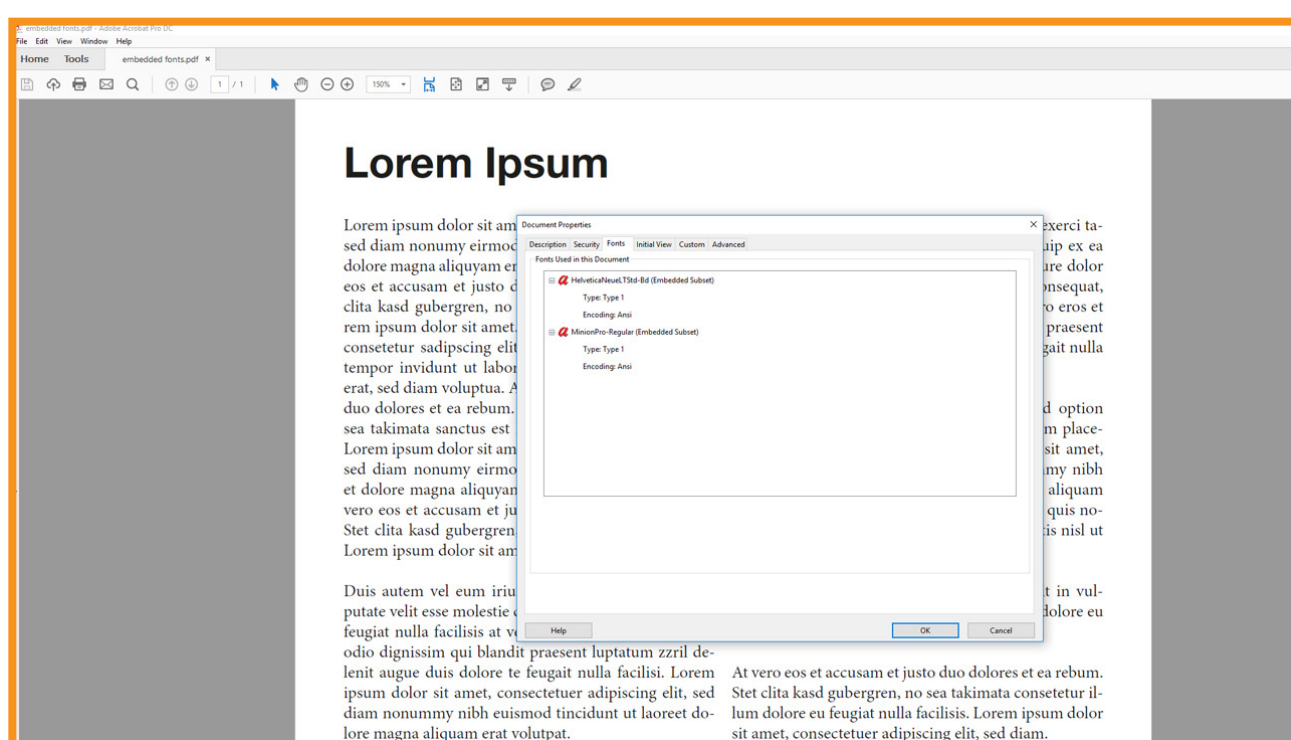 embedded fonts.pdf - Adobe Acrobat Pro DC
File Edit View Window Help
Home Tools embedded fonts.pdf ×
1 / 1 150%
Lorem Ipsum
Lorem ipsum dolor sit am
sed diam nonumy eirmod
dolore magna aliquyam er
eos et accusam et justo d
clita kasd gubergren, no
rem ipsum dolor sit amet.
consetetur sadipscing elit
tempor invidunt ut labor
erat, sed diam voluptua. A
duo dolores et ea rebum.
sea takimata sanctus est
Lorem ipsum dolor sit am
sed diam nonumy eirmo
et dolore magna aliquyan
vero eos et accusam et ju
Stet clita kasd gubergren
Lorem ipsum dolor sit am
Duis autem vel eum iriu
putate velit esse molestie
feugiat nulla facilisis at ve
odio dignissim qui blandit praesent luptatum zzril de-
lenit augue duis dolore te feugait nulla facilisi. Lorem
ipsum dolor sit amet, consectetuer adipiscing elit, sed
diam nonummy nibh euismod tincidunt ut laoreet do-
lore magna aliquam erat volutpat.
Document Properties ×
Description Security Fonts Initial View Custom Advanced
Fonts Used in this Document
HelveticaNeueLTStd-Bd (Embedded Subset)
Type: Type 1
Encoding: Ansi
MinionPro-Regular (Embedded Subset)
Type: Type 1
Encoding: Ansi
Help OK Cancel
exerci ta-
uip ex ea
ure dolor
onsequat,
ro eros et
praesent
gait nulla
d option
m place-
sit amet,
my nibh
aliquam
quis no-
tis nisl ut
t in vul-
dolore eu
At vero eos et accusam et justo duo dolores et ea rebum.
Stet clita kasd gubergren, no sea takimata consetetur il-
lum dolore eu feugiat nulla facilisis. Lorem ipsum dolor
sit amet, consectetuer adipiscing elit, sed diam.